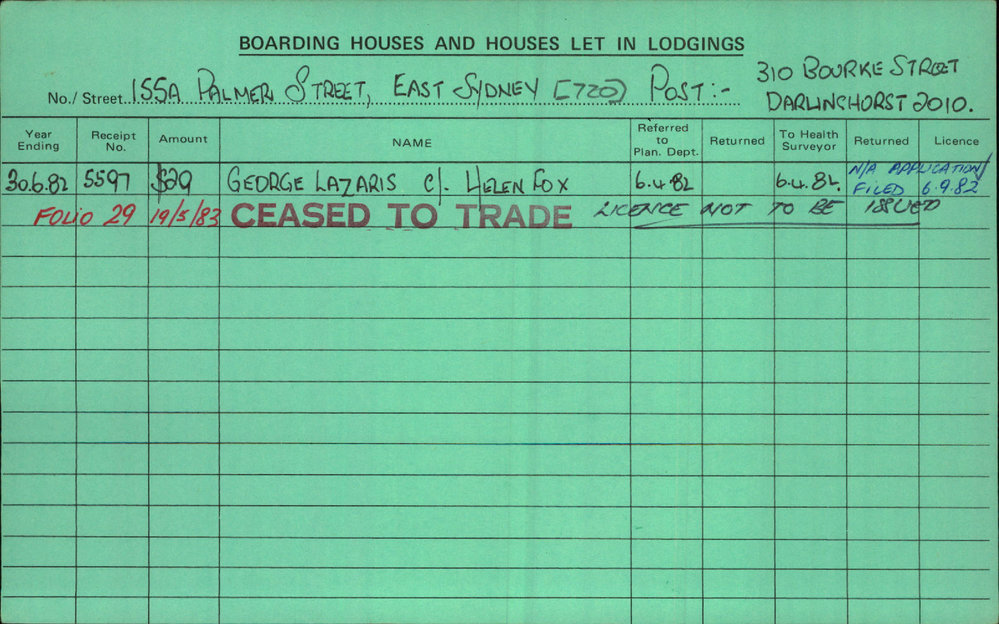 BOARDING HOUSES AND HOUSES LET IN LODGINGS
310 BOURKE STREET
No./ Street. 155A PALMER STREET, EAST SYDNEY [720] POST:- DARLINGHORST 2010.
Year Ending Receipt No. Amount NAME Referred to Plan. Dept. Returned To Health Surveyor Returned Licence
30.6.82 5597 $29 GEORGE LAZARIS C/. HELEN FOX 6.4.82 6.4.82. N/A APPLICATION FILED 6.9.82
FOLIO 29 19/5/83 CEASED TO TRADE LICENCE NOT TO BE ISSUED